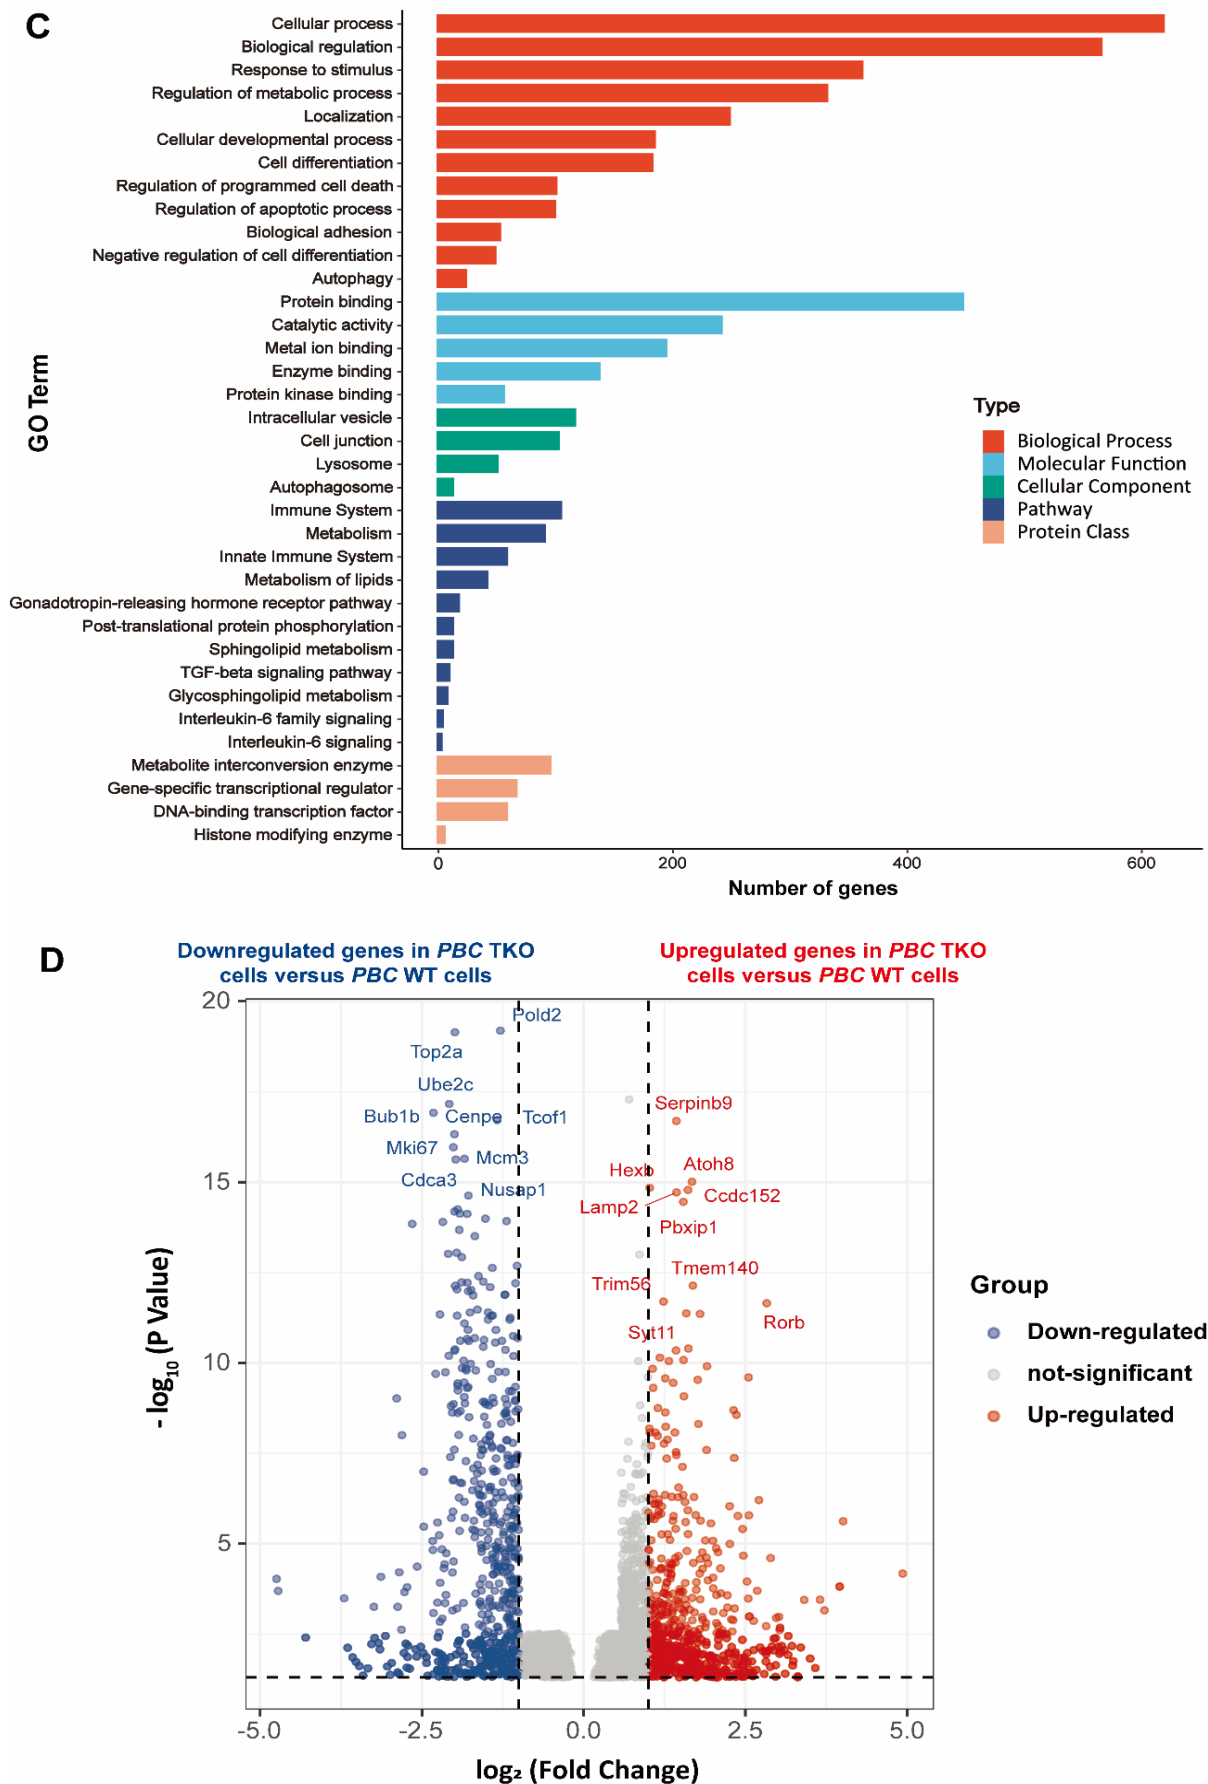 C
Cellular process
Biological regulation
Response to stimulus
Regulation of metabolic process
Localization
Cellular developmental process
Cell differentiation
Regulation of programmed cell death
Regulation of apoptotic process
Biological adhesion
Negative regulation of cell differentiation
Autophagy
Protein binding
Catalytic activity
Metal ion binding
Enzyme binding
Protein kinase binding
Intracellular vesicle
Cell junction
Lysosome
Autophagosome
Immune System
Metabolism
Innate Immune System
Metabolism of lipids
Gonadotropin-releasing hormone receptor pathway
Post-translational protein phosphorylation
Sphingolipid metabolism
TGF-beta signaling pathway
Glycosphingolipid metabolism
Interleukin-6 family signaling
Interleukin-6 signaling
Metabolite interconversion enzyme
Gene-specific transcriptional regulator
DNA-binding transcription factor
Histone modifying enzyme
GO Term
0 200 400 600
Number of genes
Type
Biological Process
Molecular Function
Cellular Component
Pathway
Protein Class
D
Downregulated genes in PBC TKO
cells versus PBC WT cells
Upregulated genes in PBC TKO
cells versus PBC WT cells
20
15
10
5
- log₁₀ (P Value)
Pold2
Top2a
Ube2c
Bub1b
Cenpe
Tcof1
Mki67
Mcm3
Cdca3
Nusap1
Serpinb9
Hexb
Atoh8
Lamp2
Ccdc152
Pbxip1
Tmem140
Trim56
Rorb
Syt11
-5.0 -2.5 0.0 2.5 5.0
log₂ (Fold Change)
Group
Down-regulated
not-significant
Up-regulated